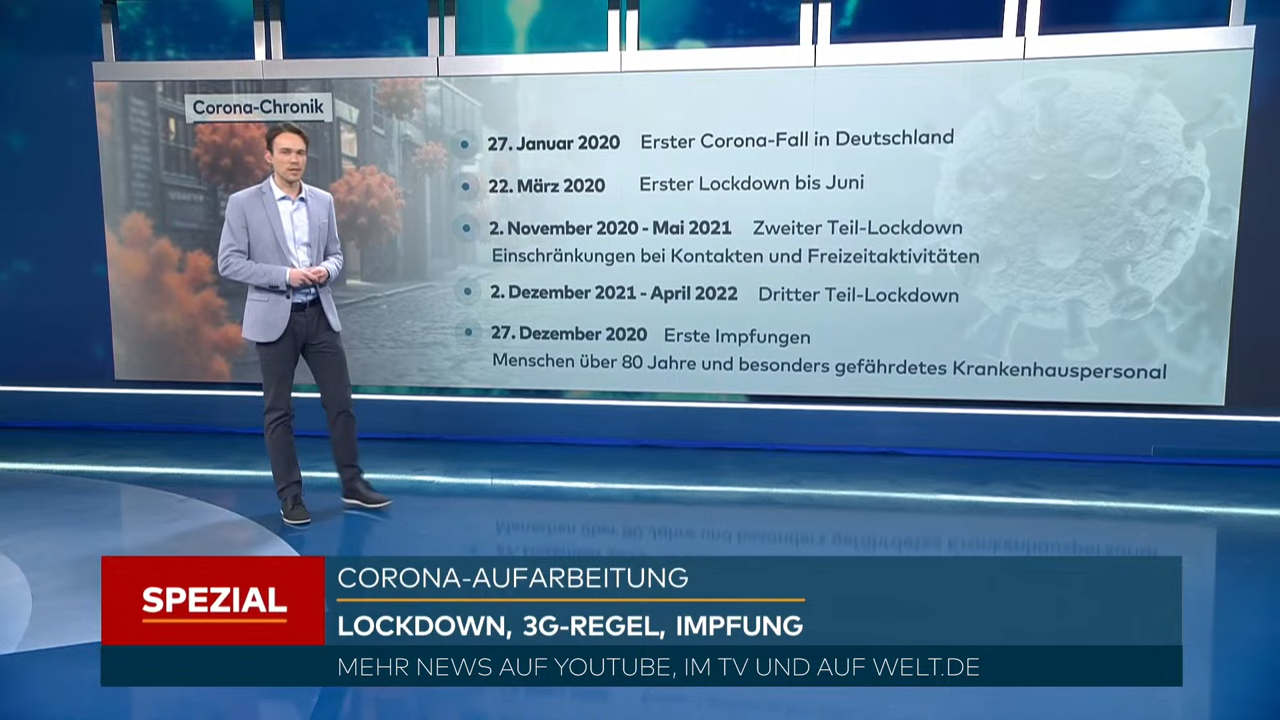 Corona-Chronik
27. Januar 2020 Erster Corona-Fall in Deutschland
22. März 2020 Erster Lockdown bis Juni
2. November 2020 - Mai 2021 Zweiter Teil-Lockdown
Einschränkungen bei Kontakten und Freizeitaktivitäten
2. Dezember 2021 - April 2022 Dritter Teil-Lockdown
27. Dezember 2020 Erste Impfungen
Menschen über 80 Jahre und besonders gefährdetes Krankenhauspersonal
SPEZIAL
CORONA-AUFARBEITUNG
LOCKDOWN, 3G-REGEL, IMPFUNG
MEHR NEWS AUF YOUTUBE, IM TV UND AUF WELT.DE